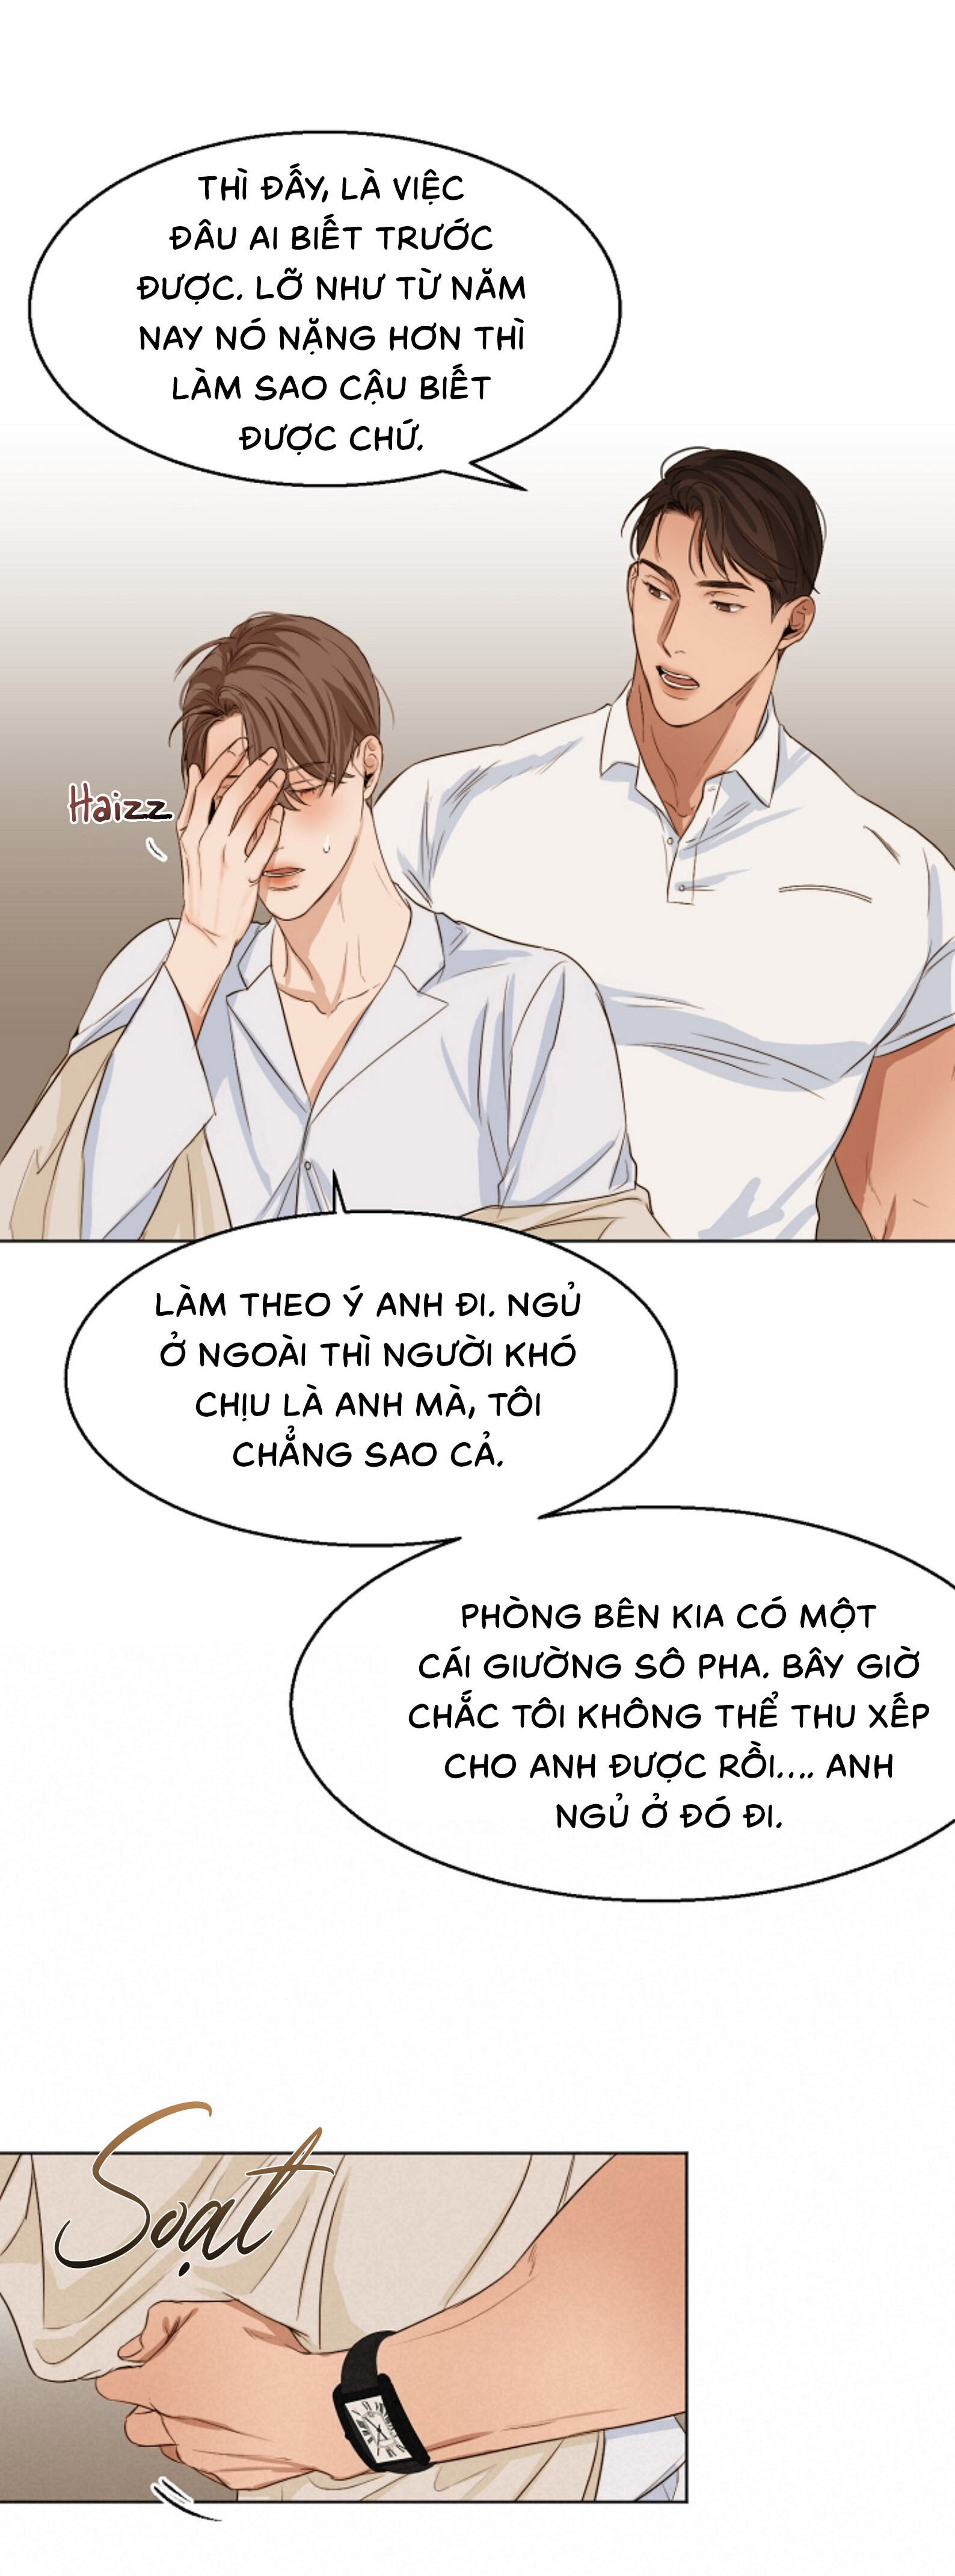 THÌ ĐẤY, LÀ VIỆC
ĐÂU AI BIẾT TRƯỚC
ĐƯỢC. LỠ NHƯ TỪ NĂM
NAY NÓ NẶNG HƠN THÌ
LÀM SAO CẬU BIẾT
ĐƯỢC CHỨ.
Haizz
LÀM THEO Ý ANH ĐI. NGỦ
Ở NGOÀI THÌ NGƯỜI KHÓ
CHỊU LÀ ANH MÀ, TÔI
CHẲNG SAO CẢ.
PHÒNG BÊN KIA CÓ MỘT
CÁI GIƯỜNG SÔ PHA. BÂY GIỜ
CHẮC TÔI KHÔNG THỂ THU XẾP
CHO ANH ĐƯỢC RỒI.... ANH
NGỦ Ở ĐÓ ĐI.
Soạt